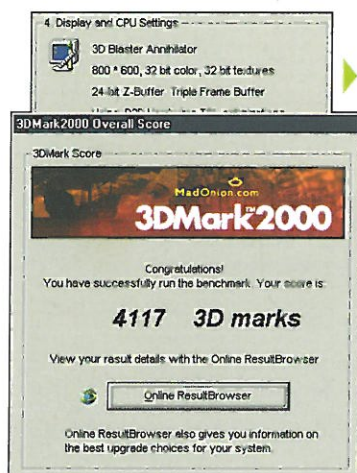 4. Display and CPU Settings
3D Blaster Annihilator
800 * 600, 32 bit color, 32 bit textures
24-bit Z-Buffer Triple Frame Buffer
3DMark2000 Overall Score
3DMark Score
MadOnion.com
3DMark™2000
Congratulations!
You have successfully run the benchmark. Your score is:
4117 3D marks
View your result details with the Online ResultBrowser
Online ResultBrowser
Online ResultBrowser also gives you information on
the best upgrade choices for your system.